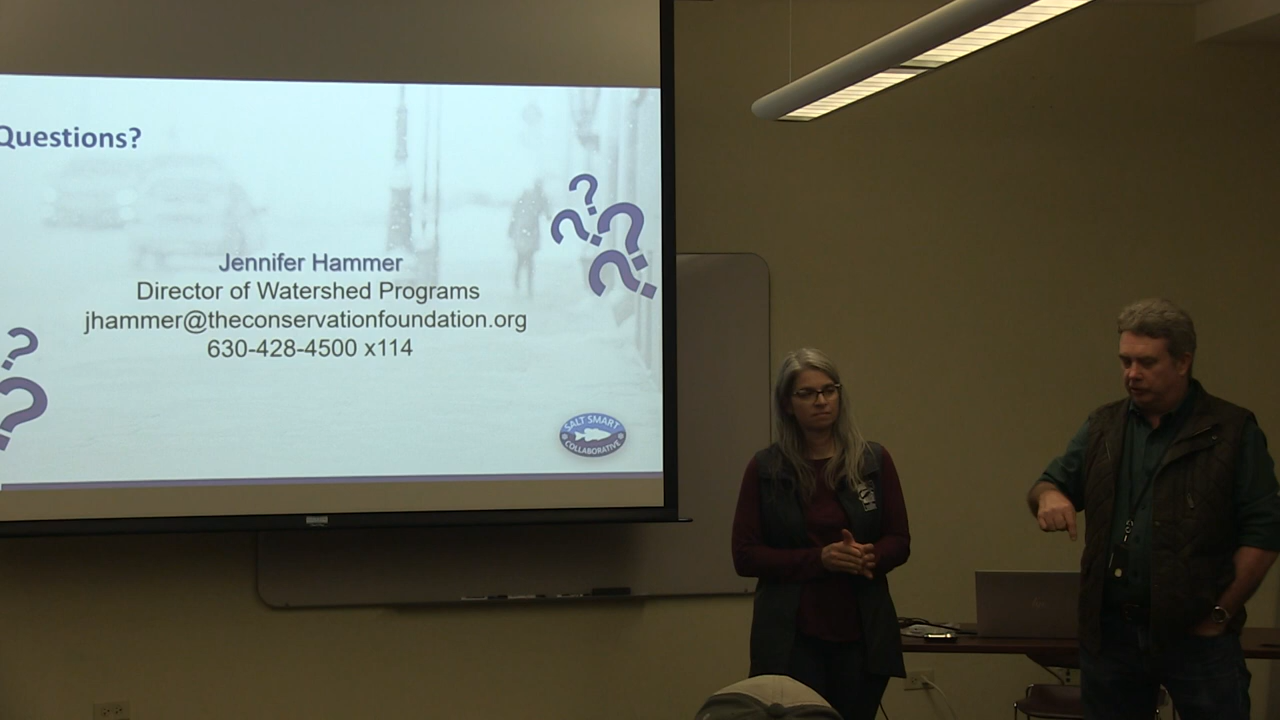 Questions?
Jennifer Hammer
Director of Watershed Programs
jhammer@theconservationfoundation.org
630-428-4500 x114
SALT SMART
COLLABORATIVE